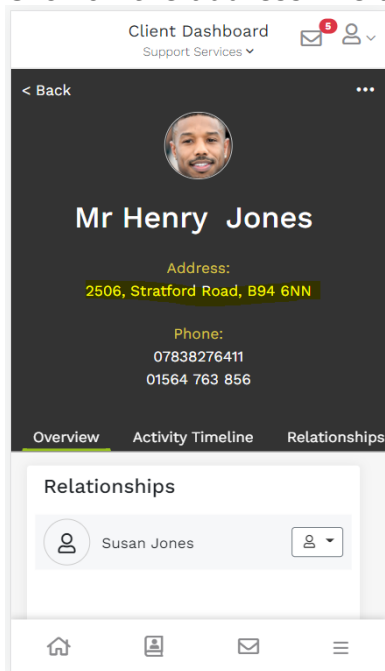 Client Dashboard
Support Services
5
< Back
Mr Henry Jones
Address:
2506, Stratford Road, B94 6NN
Phone:
07838276411
01564 763 856
Overview Activity Timeline Relationships
Relationships
Susan Jones